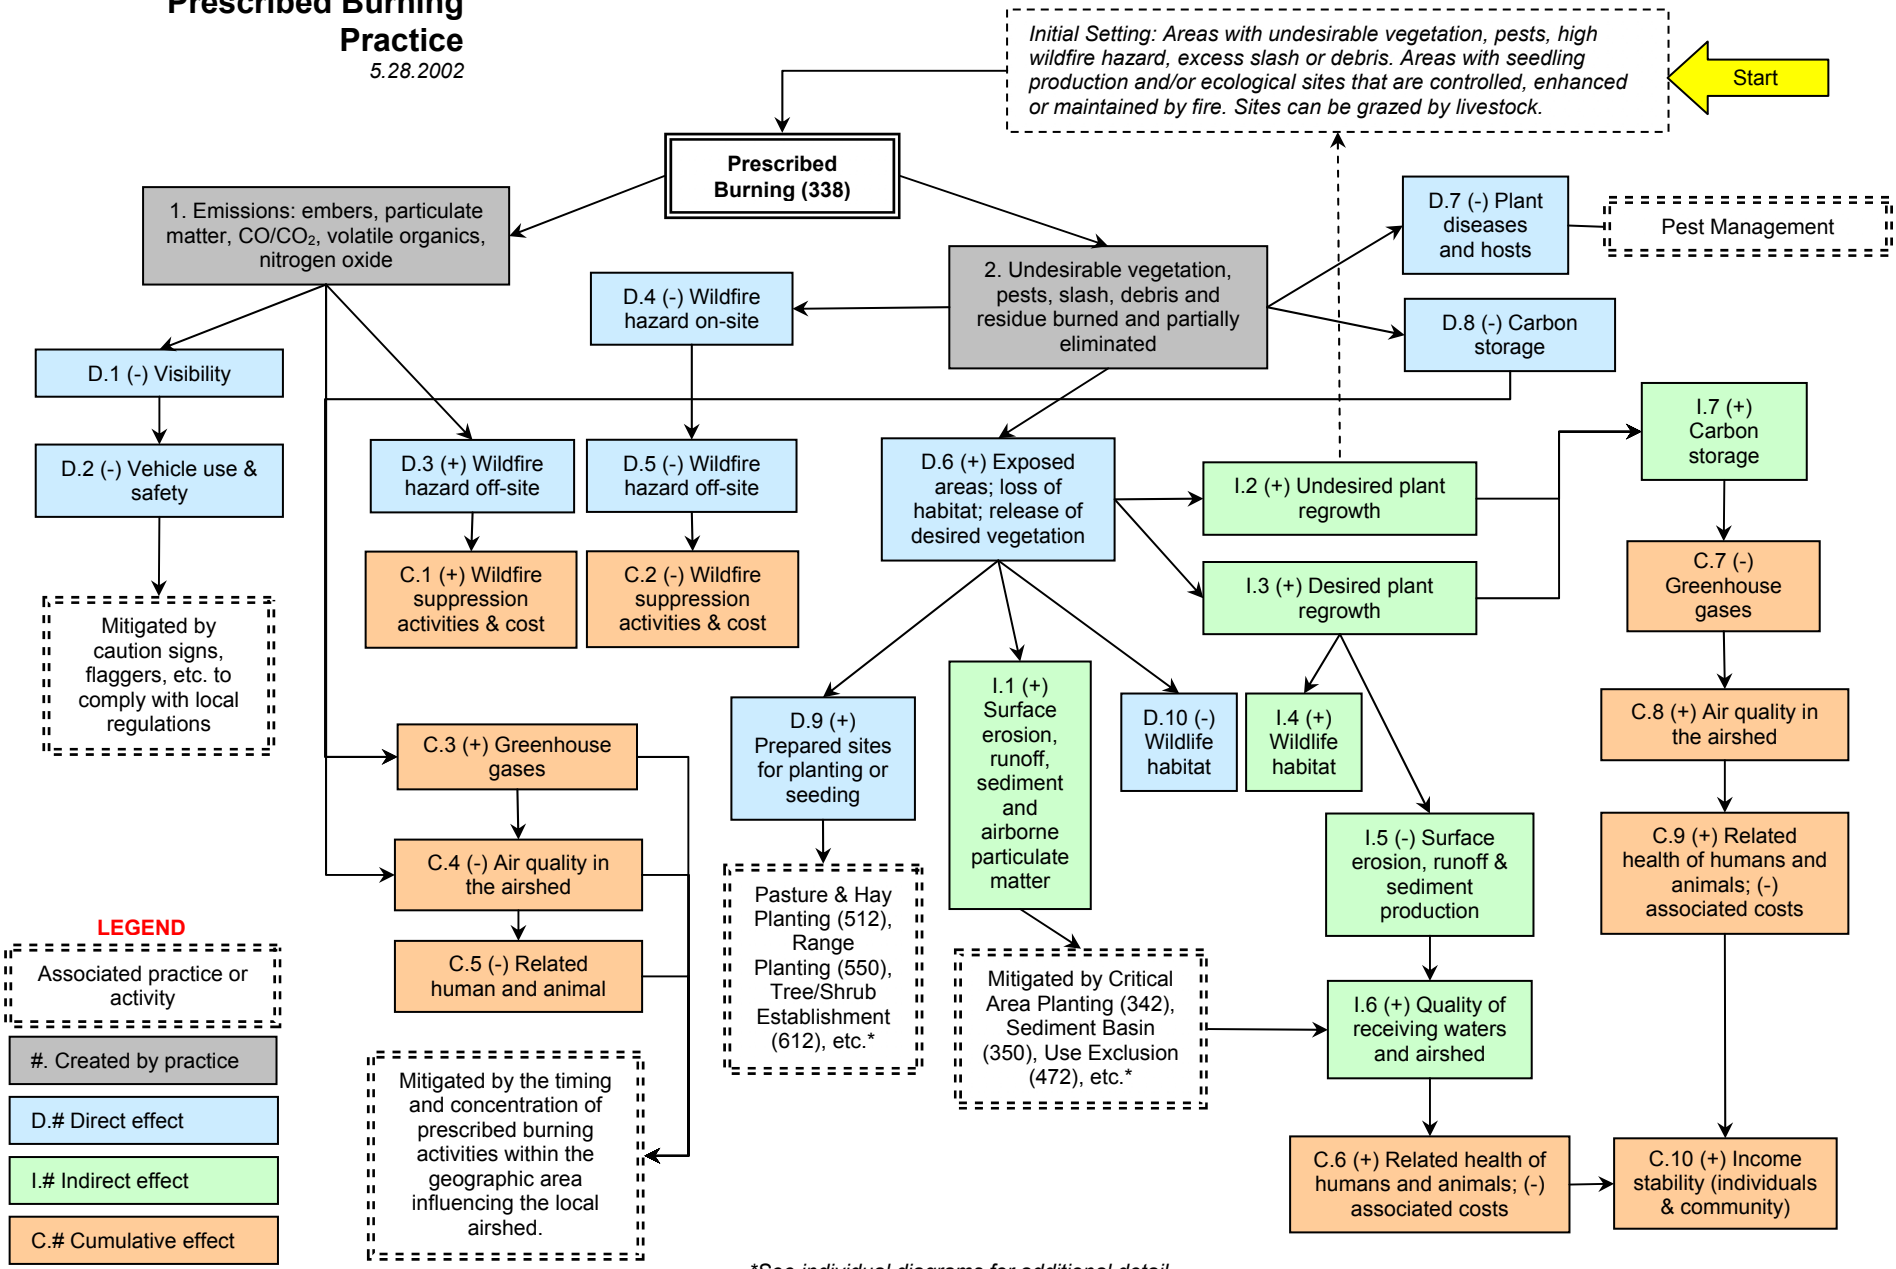 Prescribed Burning
Practice
5.28.2002
Initial Setting: Areas with undesirable vegetation, pests, high
wildfire hazard, excess slash or debris. Areas with seedling
production and/or ecological sites that are controlled, enhanced
or maintained by fire. Sites can be grazed by livestock.
Start
Prescribed
Burning (338)
1. Emissions: embers, particulate
matter, CO/CO₂, volatile organics,
nitrogen oxide
2. Undesirable vegetation,
pests, slash, debris and
residue burned and partially
eliminated
D.7 (-) Plant
diseases
and hosts
Pest Management
D.4 (-) Wildfire
hazard on-site
D.8 (-) Carbon
storage
D.1 (-) Visibility
D.2 (-) Vehicle use &
safety
D.3 (+) Wildfire
hazard off-site
D.5 (-) Wildfire
hazard off-site
D.6 (+) Exposed
areas; loss of
habitat; release of
desired vegetation
I.2 (+) Undesired plant
regrowth
I.7 (+)
Carbon
storage
C.1 (+) Wildfire
suppression
activities & cost
C.2 (-) Wildfire
suppression
activities & cost
I.3 (+) Desired plant
regrowth
C.7 (-)
Greenhouse
gases
Mitigated by
caution signs,
flaggers, etc. to
comply with local
regulations
C.3 (+) Greenhouse
gases
D.9 (+)
Prepared sites
for planting or
seeding
I.1 (+)
Surface
erosion,
runoff,
sediment
and
airborne
particulate
matter
D.10 (-)
Wildlife
habitat
I.4 (+)
Wildlife
habitat
C.8 (+) Air quality in
the airshed
C.4 (-) Air quality in
the airshed
I.5 (-) Surface
erosion, runoff &
sediment
production
C.9 (+) Related
health of humans and
animals; (-)
associated costs
C.5 (-) Related
human and animal
Pasture & Hay
Planting (512),
Range
Planting (550),
Tree/Shrub
Establishment
(612), etc.*
Mitigated by Critical
Area Planting (342),
Sediment Basin
(350), Use Exclusion
(472), etc.*
I.6 (+) Quality of
receiving waters
and airshed
Mitigated by the timing
and concentration of
prescribed burning
activities within the
geographic area
influencing the local
airshed.
C.6 (+) Related health of
humans and animals; (-)
associated costs
C.10 (+) Income
stability (individuals
& community)
LEGEND
Associated practice or
activity
#. Created by practice
D.# Direct effect
I.# Indirect effect
C.# Cumulative effect
*See individual diagrams for additional detail